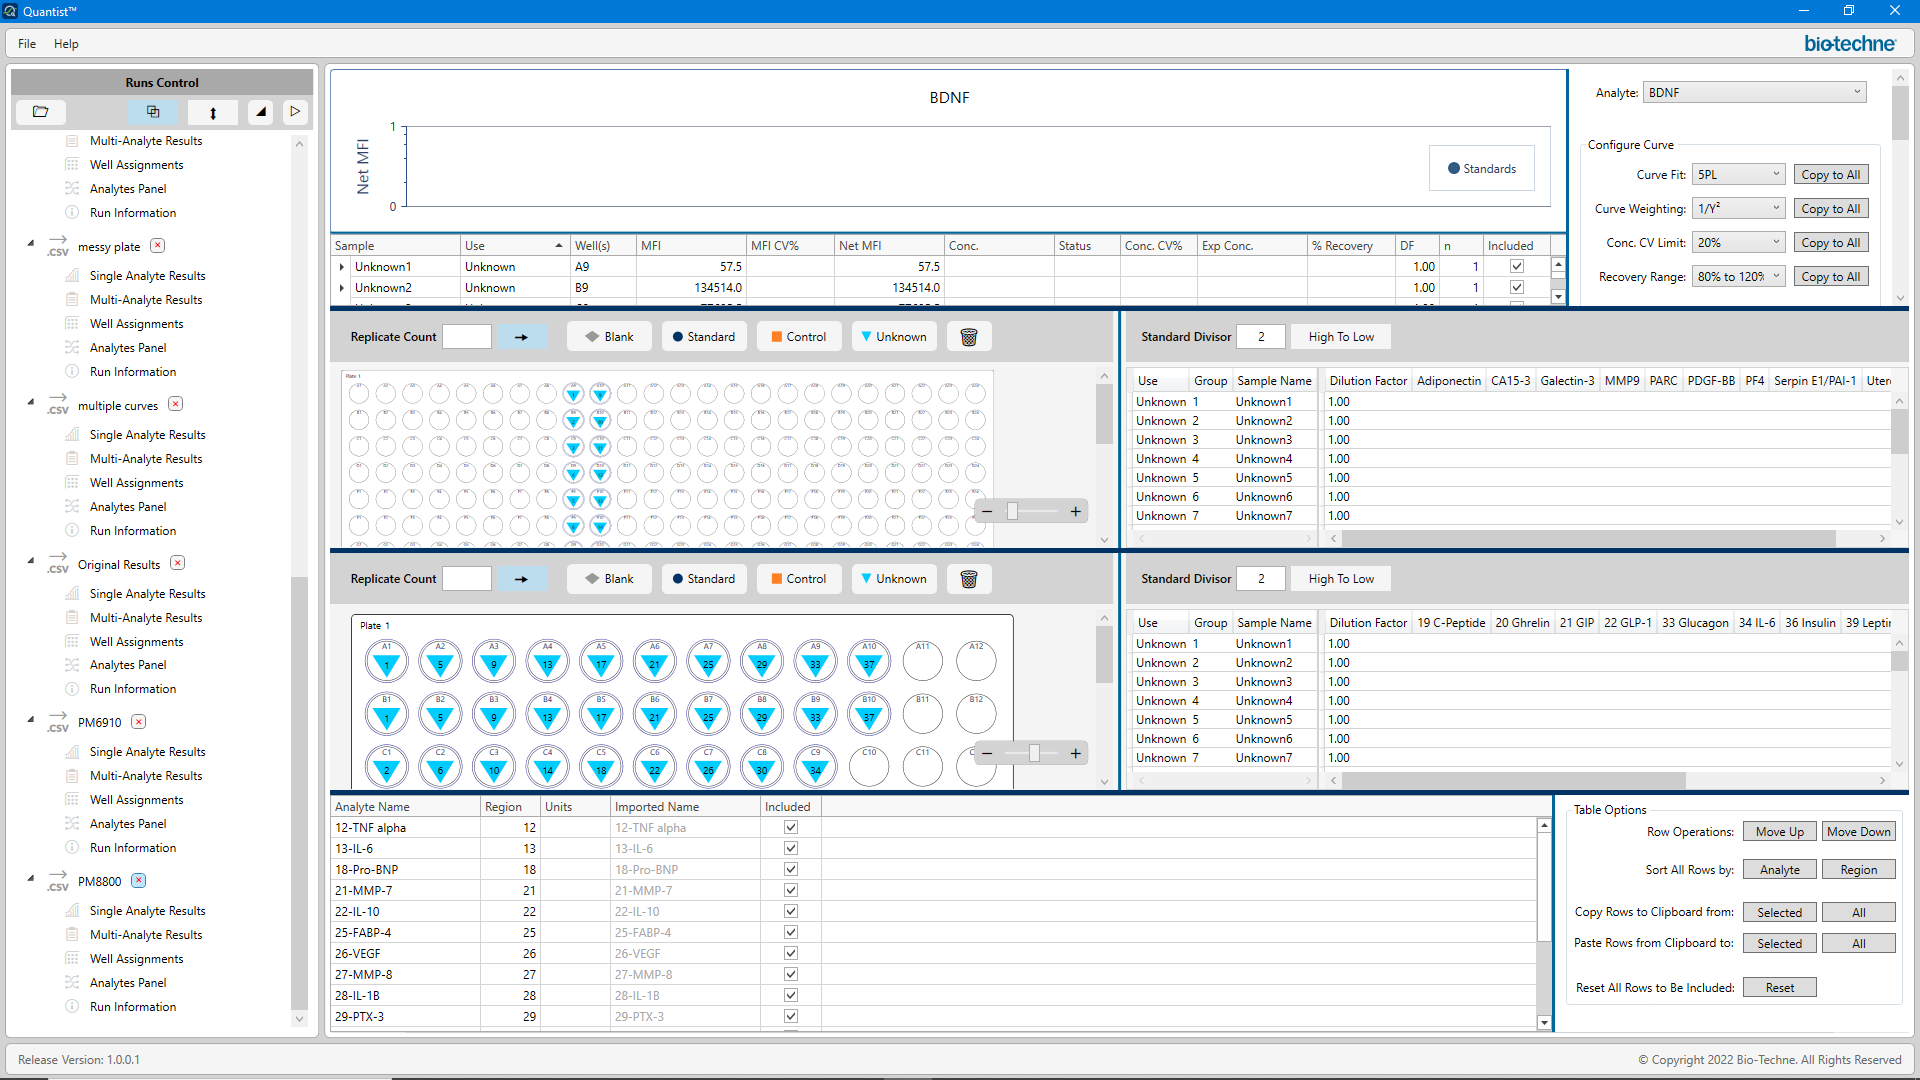 Quantist™
File Help
bio-techne
Runs Control
Multi-Analyte Results
Well Assignments
Analytes Panel
Run Information
.CSV messy plate
Single Analyte Results
Multi-Analyte Results
Well Assignments
Analytes Panel
Run Information
.CSV multiple curves
Single Analyte Results
Multi-Analyte Results
Well Assignments
Analytes Panel
Run Information
.CSV Original Results
Single Analyte Results
Multi-Analyte Results
Well Assignments
Analytes Panel
Run Information
.CSV PM6910
Single Analyte Results
Multi-Analyte Results
Well Assignments
Analytes Panel
Run Information
.CSV PM8800
Single Analyte Results
Multi-Analyte Results
Well Assignments
Analytes Panel
Run Information
BDNF
Net MFI
1
0
Standards
Sample Use Well(s) MFI MFI CV% Net MFI Conc. Status Conc. CV% Exp Conc. % Recovery DF n Included
Unknown1 Unknown A9 57.5 57.5 1.00 1
Unknown2 Unknown B9 134514.0 134514.0 1.00 1
Analyte: BDNF
Configure Curve
Curve Fit: 5PL Copy to All
Curve Weighting: 1/Y² Copy to All
Conc. CV Limit: 20% Copy to All
Recovery Range: 80% to 120% Copy to All
Replicate Count Blank Standard Control Unknown
Plate 1
Standard Divisor 2 High To Low
Use Group Sample Name Dilution Factor Adiponectin CA15-3 Galectin-3 MMP9 PARC PDGF-BB PF4 Serpin E1/PAI-1 Uter
Unknown 1 Unknown1 1.00
Unknown 2 Unknown2 1.00
Unknown 3 Unknown3 1.00
Unknown 4 Unknown4 1.00
Unknown 5 Unknown5 1.00
Unknown 6 Unknown6 1.00
Unknown 7 Unknown7 1.00
Replicate Count Blank Standard Control Unknown
Plate 1
A1 A2 A3 A4 A5 A6 A7 A8 A9 A10 A11 A12
1 5 9 13 17 21 25 29 33 37
B1 B2 B3 B4 B5 B6 B7 B8 B9 B10 B11 B12
1 5 9 13 17 21 25 29 33 37
C1 C2 C3 C4 C5 C6 C7 C8 C9 C10 C11
2 6 10 14 18 22 26 30 34
Standard Divisor 2 High To Low
Use Group Sample Name Dilution Factor 19 C-Peptide 20 Ghrelin 21 GIP 22 GLP-1 33 Glucagon 34 IL-6 36 Insulin 39 Leptin
Unknown 1 Unknown1 1.00
Unknown 2 Unknown2 1.00
Unknown 3 Unknown3 1.00
Unknown 4 Unknown4 1.00
Unknown 5 Unknown5 1.00
Unknown 6 Unknown6 1.00
Unknown 7 Unknown7 1.00
Analyte Name Region Units Imported Name Included
12-TNF alpha 12 12-TNF alpha
13-IL-6 13 13-IL-6
18-Pro-BNP 18 18-Pro-BNP
21-MMP-7 21 21-MMP-7
22-IL-10 22 22-IL-10
25-FABP-4 25 25-FABP-4
26-VEGF 26 26-VEGF
27-MMP-8 27 27-MMP-8
28-IL-1B 28 28-IL-1B
29-PTX-3 29 29-PTX-3
Table Options
Row Operations: Move Up Move Down
Sort All Rows by: Analyte Region
Copy Rows to Clipboard from: Selected All
Paste Rows from Clipboard to: Selected All
Reset All Rows to Be Included: Reset
Release Version: 1.0.0.1
© Copyright 2022 Bio-Techne. All Rights Reserved